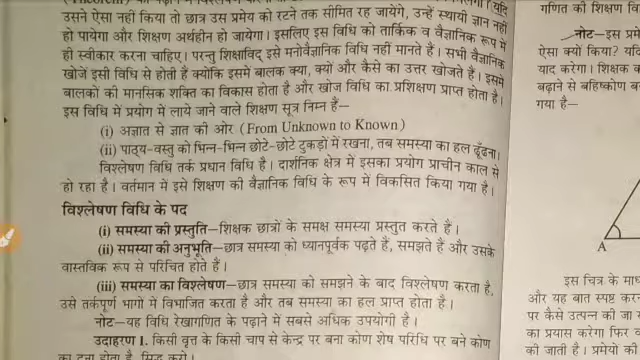 उसने ऐसा नहीं किया तो छात्र उस प्रमेय को रटने तक सीमित रह जायेंगे, उन्हें स्थायी ज्ञान नहीं
हो पायेगा और शिक्षण अर्थहीन हो जायेगा। इसलिए इस विधि को तार्किक व वैज्ञानिक रूप में
ही स्वीकार करना चाहिए। परन्तु शिक्षाविद् इसे मनोवैज्ञानिक विधि नहीं मानते हैं। सभी वैज्ञानिक
खोजें इसी विधि से होती हैं क्योंकि इसमें बालक क्या, क्यों और कैसे का उत्तर खोजते हैं। इसमें
बालकों की मानसिक शक्ति का विकास होता है और खोज विधि का प्रशिक्षण प्राप्त होता है।
इस विधि में प्रयोग में लाये जाने वाले शिक्षण सूत्र निम्न हैं—
(i) अज्ञात से ज्ञात की ओर (From Unknown to Known)
(ii) पाठ्य-वस्तु को भिन्न-भिन्न छोटे-छोटे टुकड़ों में रखना, तब समस्या का हल ढूँढ़ना।
विश्लेषण विधि तर्क प्रधान विधि है। दार्शनिक क्षेत्र में इसका प्रयोग प्राचीन काल से
हो रहा है। वर्तमान में इसे शिक्षण की वैज्ञानिक विधि के रूप में विकसित किया गया है।
विश्लेषण विधि के पद
(i) समस्या की प्रस्तुति—शिक्षक छात्रों के समक्ष समस्या प्रस्तुत करते हैं।
(ii) समस्या की अनुभूति—छात्र समस्या को ध्यानपूर्वक पढ़ते हैं, समझते हैं और उसके
वास्तविक रूप से परिचित होते हैं।
(iii) समस्या का विश्लेषण—छात्र समस्या को समझने के बाद विश्लेषण करता है,
उसे तर्कपूर्ण भागों में विभाजित करता है और तब समस्या का हल प्राप्त होता है।
नोट—यह विधि रेखागणित के पढ़ाने में सबसे अधिक उपयोगी है।
उदाहरण 1. किसी वृत्त के किसी चाप से केन्द्र पर बना कोण शेष परिधि पर बने कोण
का दूना होता है, सिद्ध करो।
गणित की शिक्षण
नोट—इस
ऐसा क्यों किया? यदि
याद करेगा। शिक्षक
बढ़ाने से बहिष्कोण
गया है—
A
इस चित्र के
और यह बात स्पष्ट
पर कैसे उत्पन्न की जा
का प्रयास करेगा फिर
की जाती है। प्रमेयों को